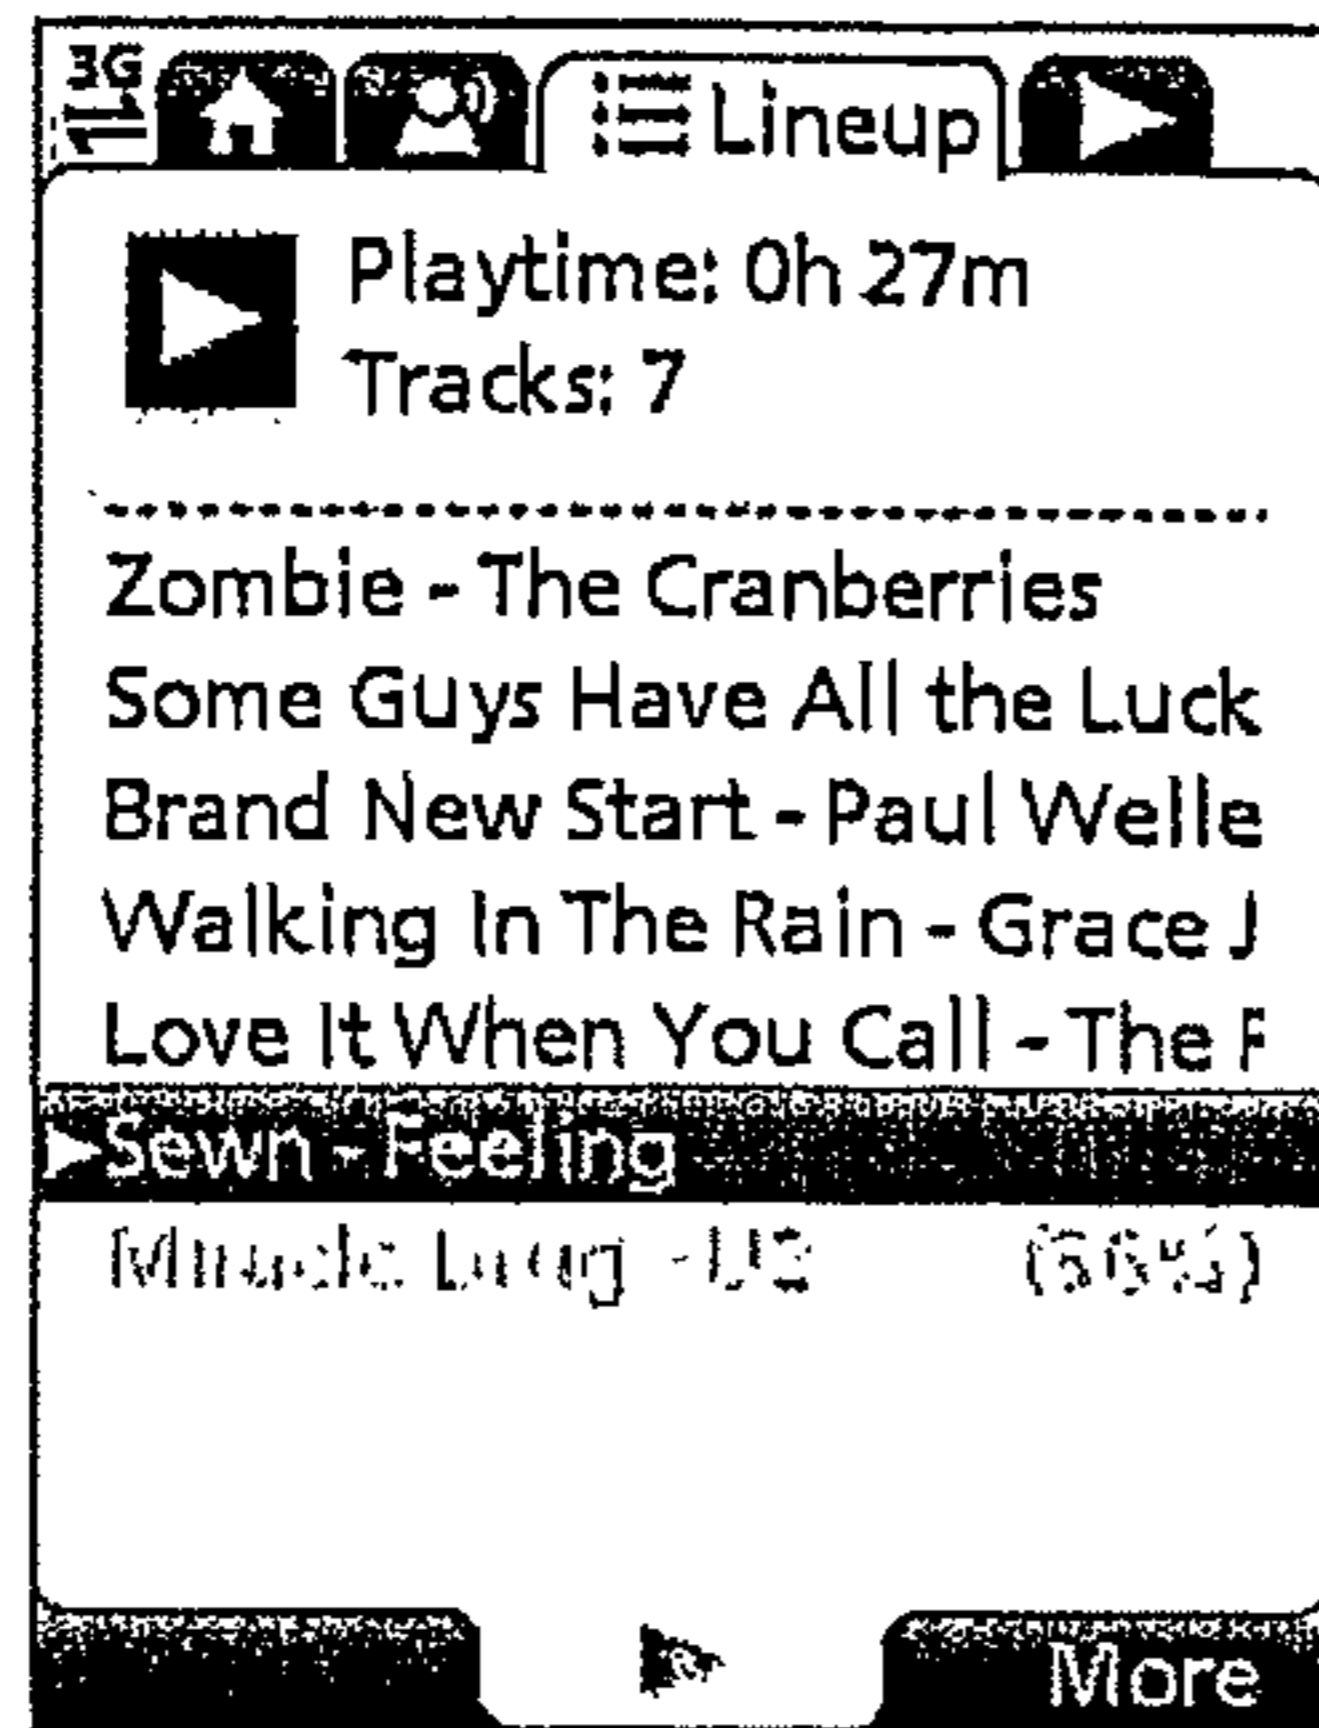 3G
Lineup
Playtime: 0h 27m
Tracks: 7
Zombie - The Cranberries
Some Guys Have All the Luck
Brand New Start - Paul Welle
Walking In The Rain - Grace J
Love It When You Call - The F
Sewn - Feeling
- U2
More